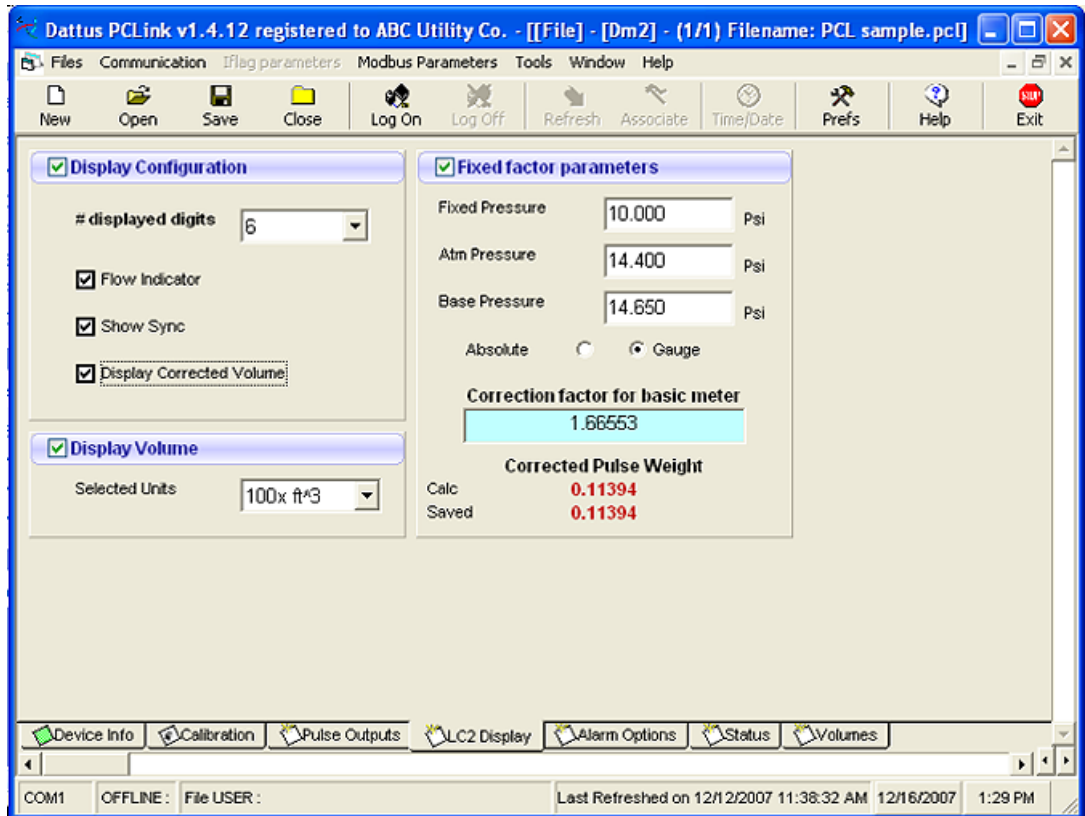 Dattus PCLink v1.4.12 registered to ABC Utility Co. - [[File] - [Dm2] - (1/1) Filename: PCL sample.pcl]
Files Communication Iflag parameters Modbus Parameters Tools Window Help
New Open Save Close Log On Log Off Refresh Associate Time/Date Prefs Help Exit
STOP
Display Configuration
# displayed digits 6
Flow Indicator
Show Sync
Display Corrected Volume
Display Volume
Selected Units 100x ft^3
Fixed factor parameters
Fixed Pressure 10.000 Psi
Atm Pressure 14.400 Psi
Base Pressure 14.650 Psi
Absolute Gauge
Correction factor for basic meter
1.66553
Corrected Pulse Weight
Calc 0.11394
Saved 0.11394
Device Info Calibration Pulse Outputs LC2 Display Alarm Options Status Volumes
COM1 OFFLINE : File USER : Last Refreshed on 12/12/2007 11:38:32 AM 12/16/2007 1:29 PM